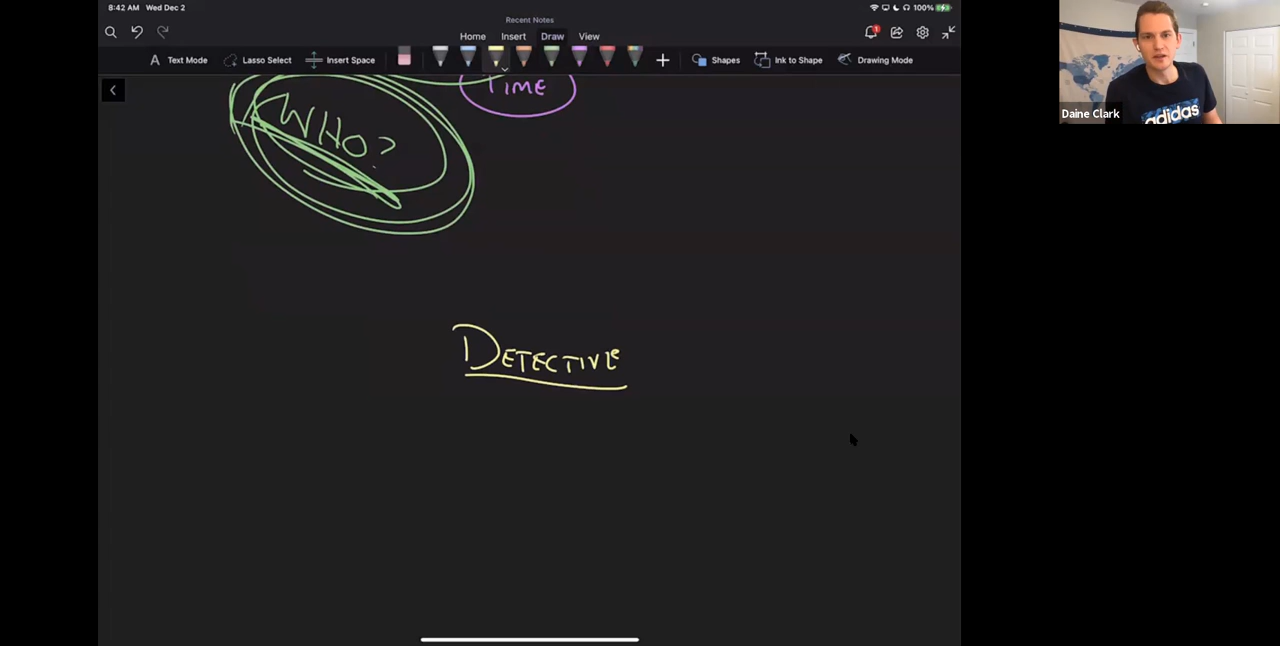 8:42 AM Wed Dec 2
100%
Recent Notes
Home Insert Draw View
1
A Text Mode Lasso Select Insert Space Shapes Ink to Shape Drawing Mode
TIME
WHO?
DETECTIVE
adidas
Daine Clark